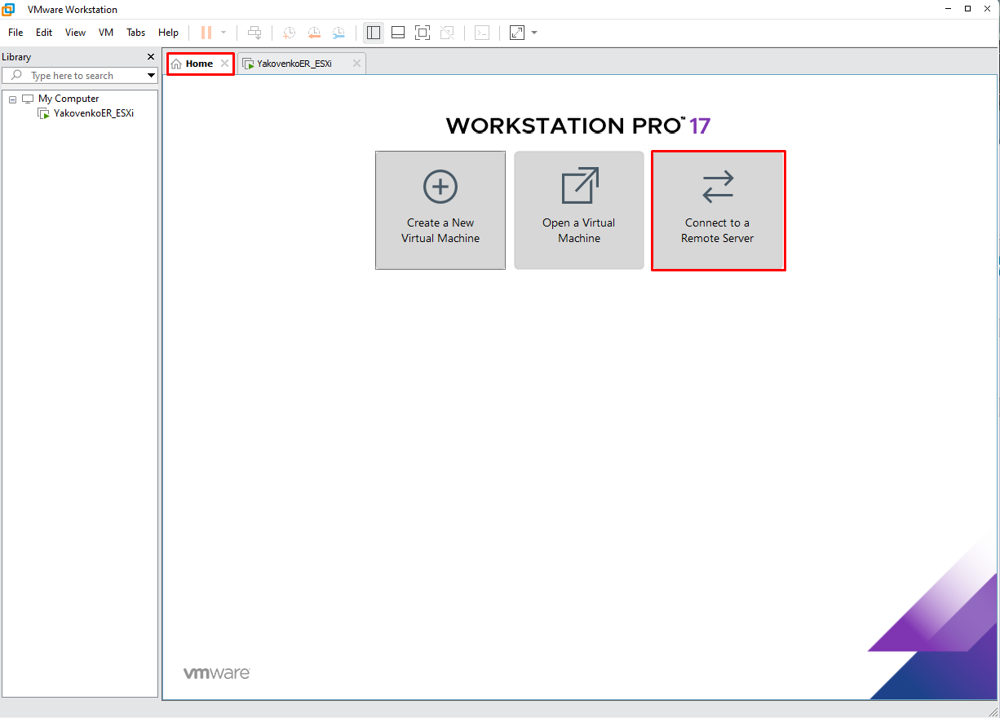 VMware Workstation
File Edit View VM Tabs Help
Library
Type here to search
My Computer
YakovenkoER_ESXi
Home
YakovenkoER_ESXi
WORKSTATION PRO™ 17
Create a New
Virtual Machine
Open a Virtual
Machine
Connect to a
Remote Server
vmware